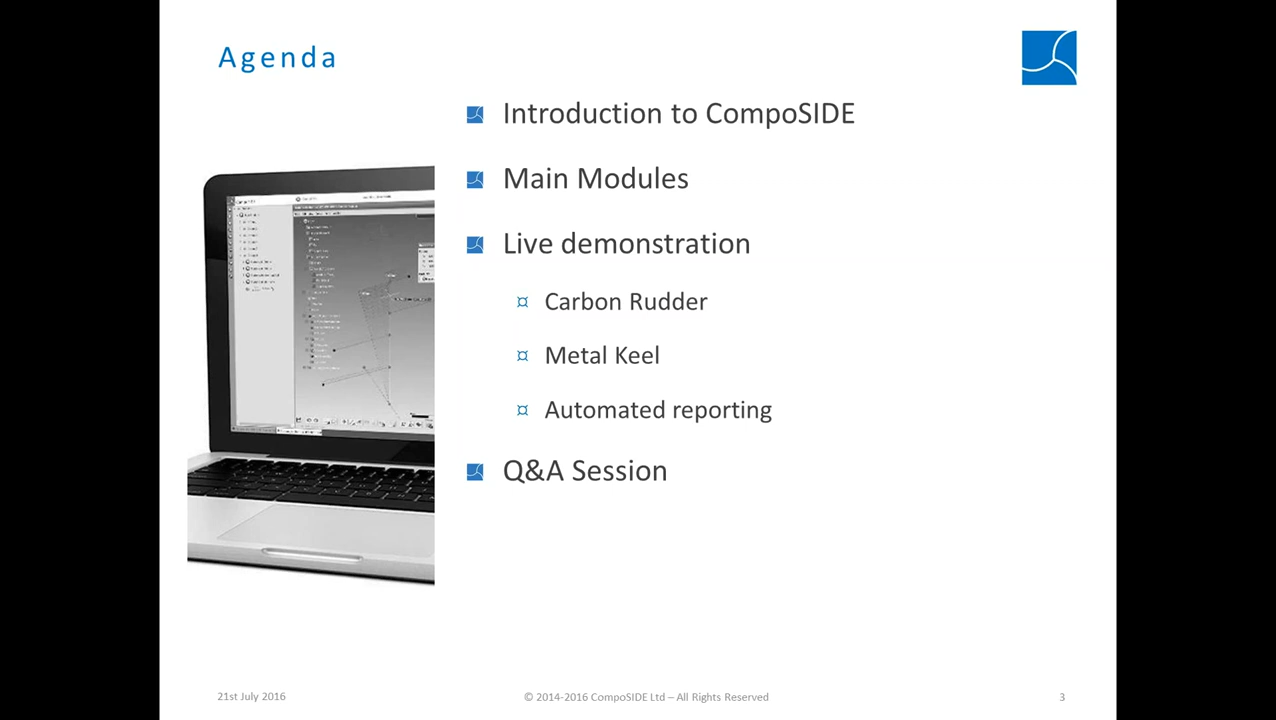 Agenda
Introduction to CompoSIDE
Main Modules
Live demonstration
Carbon Rudder
Metal Keel
Automated reporting
Q&A Session
21st July 2016
© 2014-2016 CompoSIDE Ltd – All Rights Reserved
3